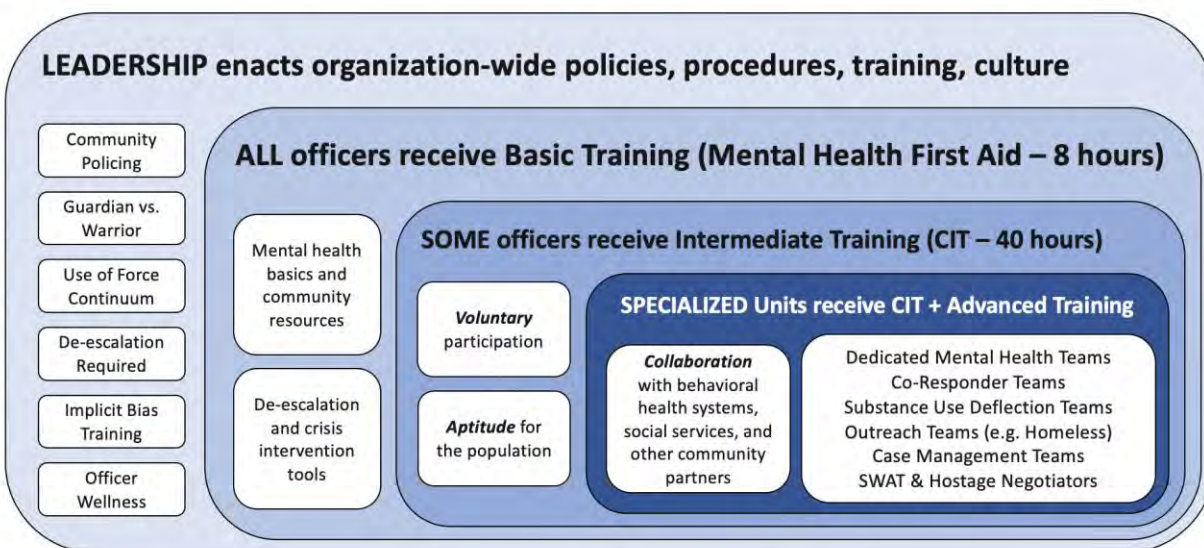 LEADERSHIP enacts organization-wide policies, procedures, training, culture
Community
Policing
Guardian vs.
Warrior
Use of Force
Continuum
De-escalation
Required
Implicit Bias
Training
Officer
Wellness
ALL officers receive Basic Training (Mental Health First Aid – 8 hours)
Mental health
basics and
community
resources
De-escalation
and crisis
intervention
tools
SOME officers receive Intermediate Training (CIT – 40 hours)
Voluntary
participation
Aptitude for
the population
SPECIALIZED Units receive CIT + Advanced Training
Collaboration
with behavioral
health systems,
social services, and
other community
partners
Dedicated Mental Health Teams
Co-Responder Teams
Substance Use Deflection Teams
Outreach Teams (e.g. Homeless)
Case Management Teams
SWAT & Hostage Negotiators